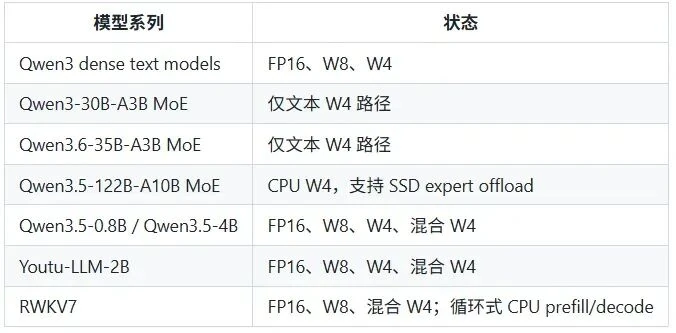 模型系列 状态
Qwen3 dense text models FP16、W8、W4
Qwen3-30B-A3B MoE 仅文本 W4 路径
Qwen3.6-35B-A3B MoE 仅文本 W4 路径
Qwen3.5-122B-A10B MoE CPU W4，支持 SSD expert offload
Qwen3.5-0.8B / Qwen3.5-4B FP16、W8、W4、混合 W4
Youtu-LLM-2B FP16、W8、W4、混合 W4
RWKV7 FP16、W8、混合 W4；循环式 CPU prefill/decode